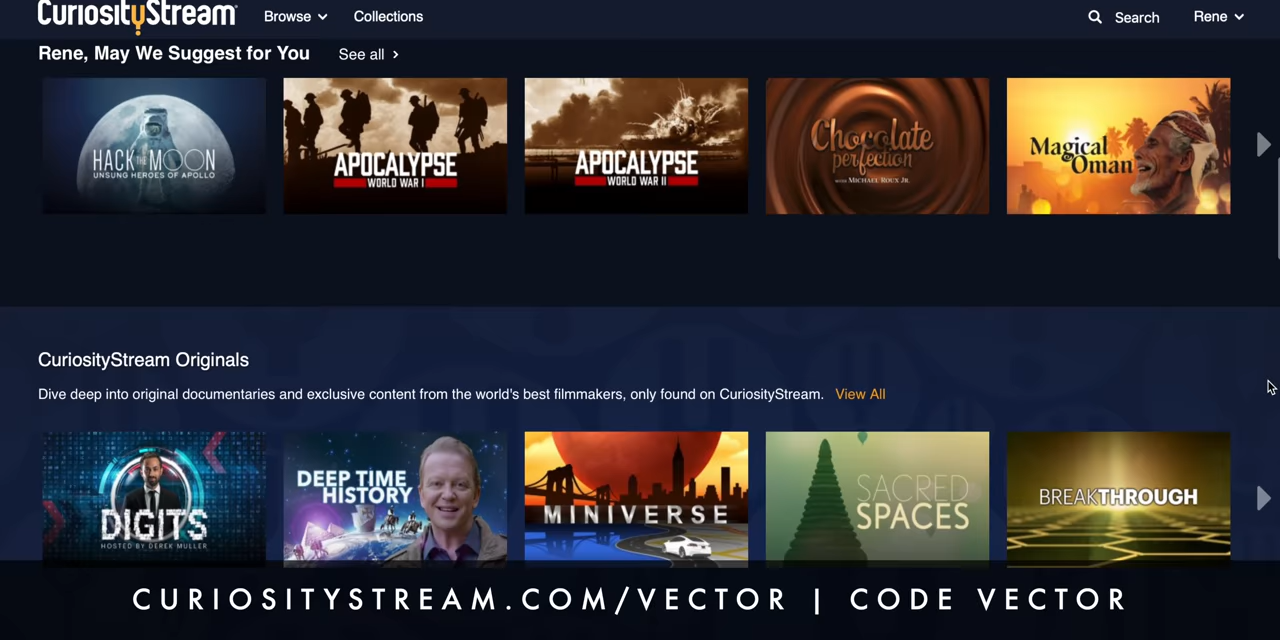 CURIOSITYSTREAM Browse Collections Search Rene
Rene, May We Suggest for You See all
HACK THE MOON
UNSUNG HEROES OF APOLLO
APOCALYPSE
WORLD WAR I
APOCALYPSE
WORLD WAR II
Chocolate
perfection
WITH MICHAEL ROUX JR.
Magical
Oman
CuriosityStream Originals
Dive deep into original documentaries and exclusive content from the world's best filmmakers, only found on CuriosityStream. View All
DIGITS
HOSTED BY DEREK MULLER
DEEP TIME
HISTORY
MINIVERSE
SACRED
SPACES
BREAKTHROUGH
CURIOSITYSTREAM.COM/VECTOR | CODE VECTOR